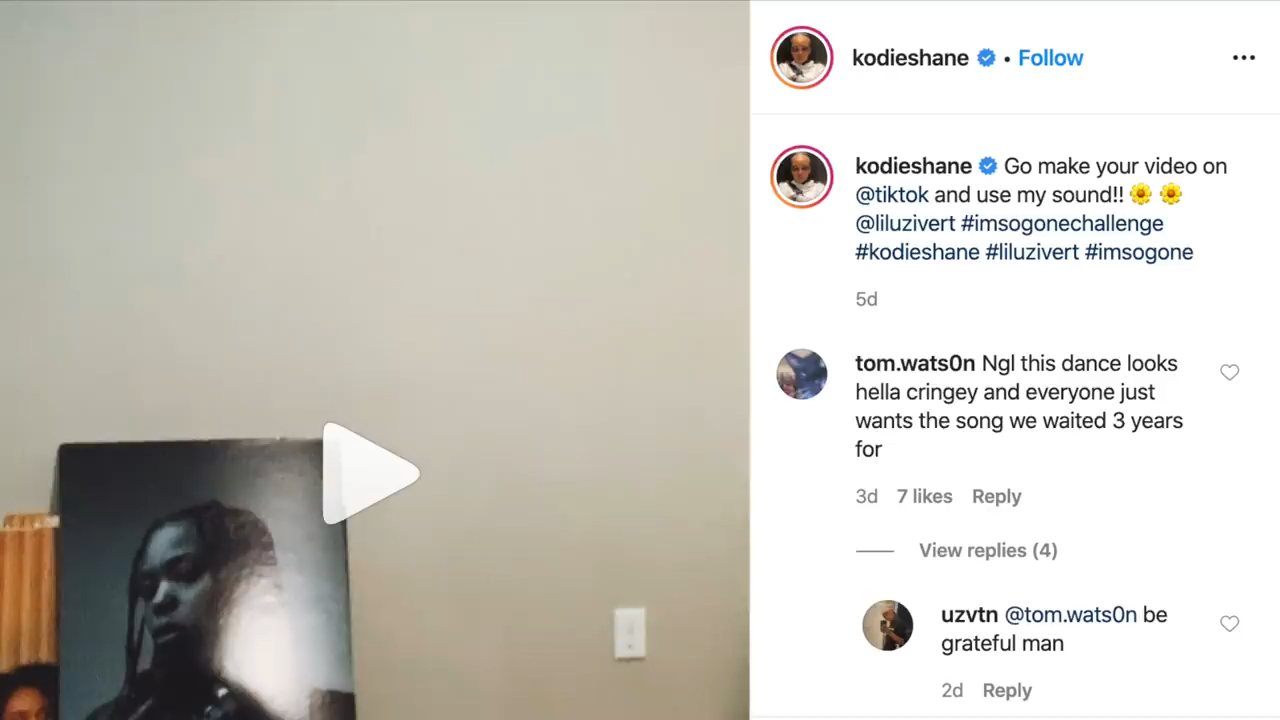 kodieshane • Follow
kodieshane Go make your video on
@tiktok and use my sound!! 🌼 🌼
@liluzivert #imsogonechallenge
#kodieshane #liluzivert #imsogone
5d
tom.wats0n Ngl this dance looks
hella cringey and everyone just
wants the song we waited 3 years
for
3d 7 likes Reply
View replies (4)
uzvtn @tom.wats0n be
grateful man
2d Reply